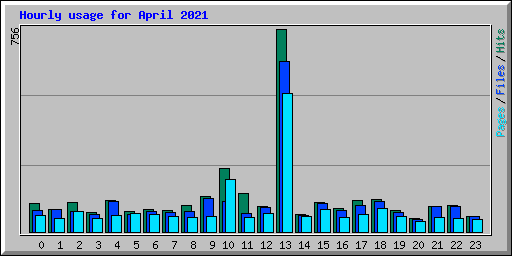 Hourly usage for April 2021
756
Pages / Files / Hits
0 1 2 3 4 5 6 7 8 9 10 11 12 13 14 15 16 17 18 19 20 21 22 23